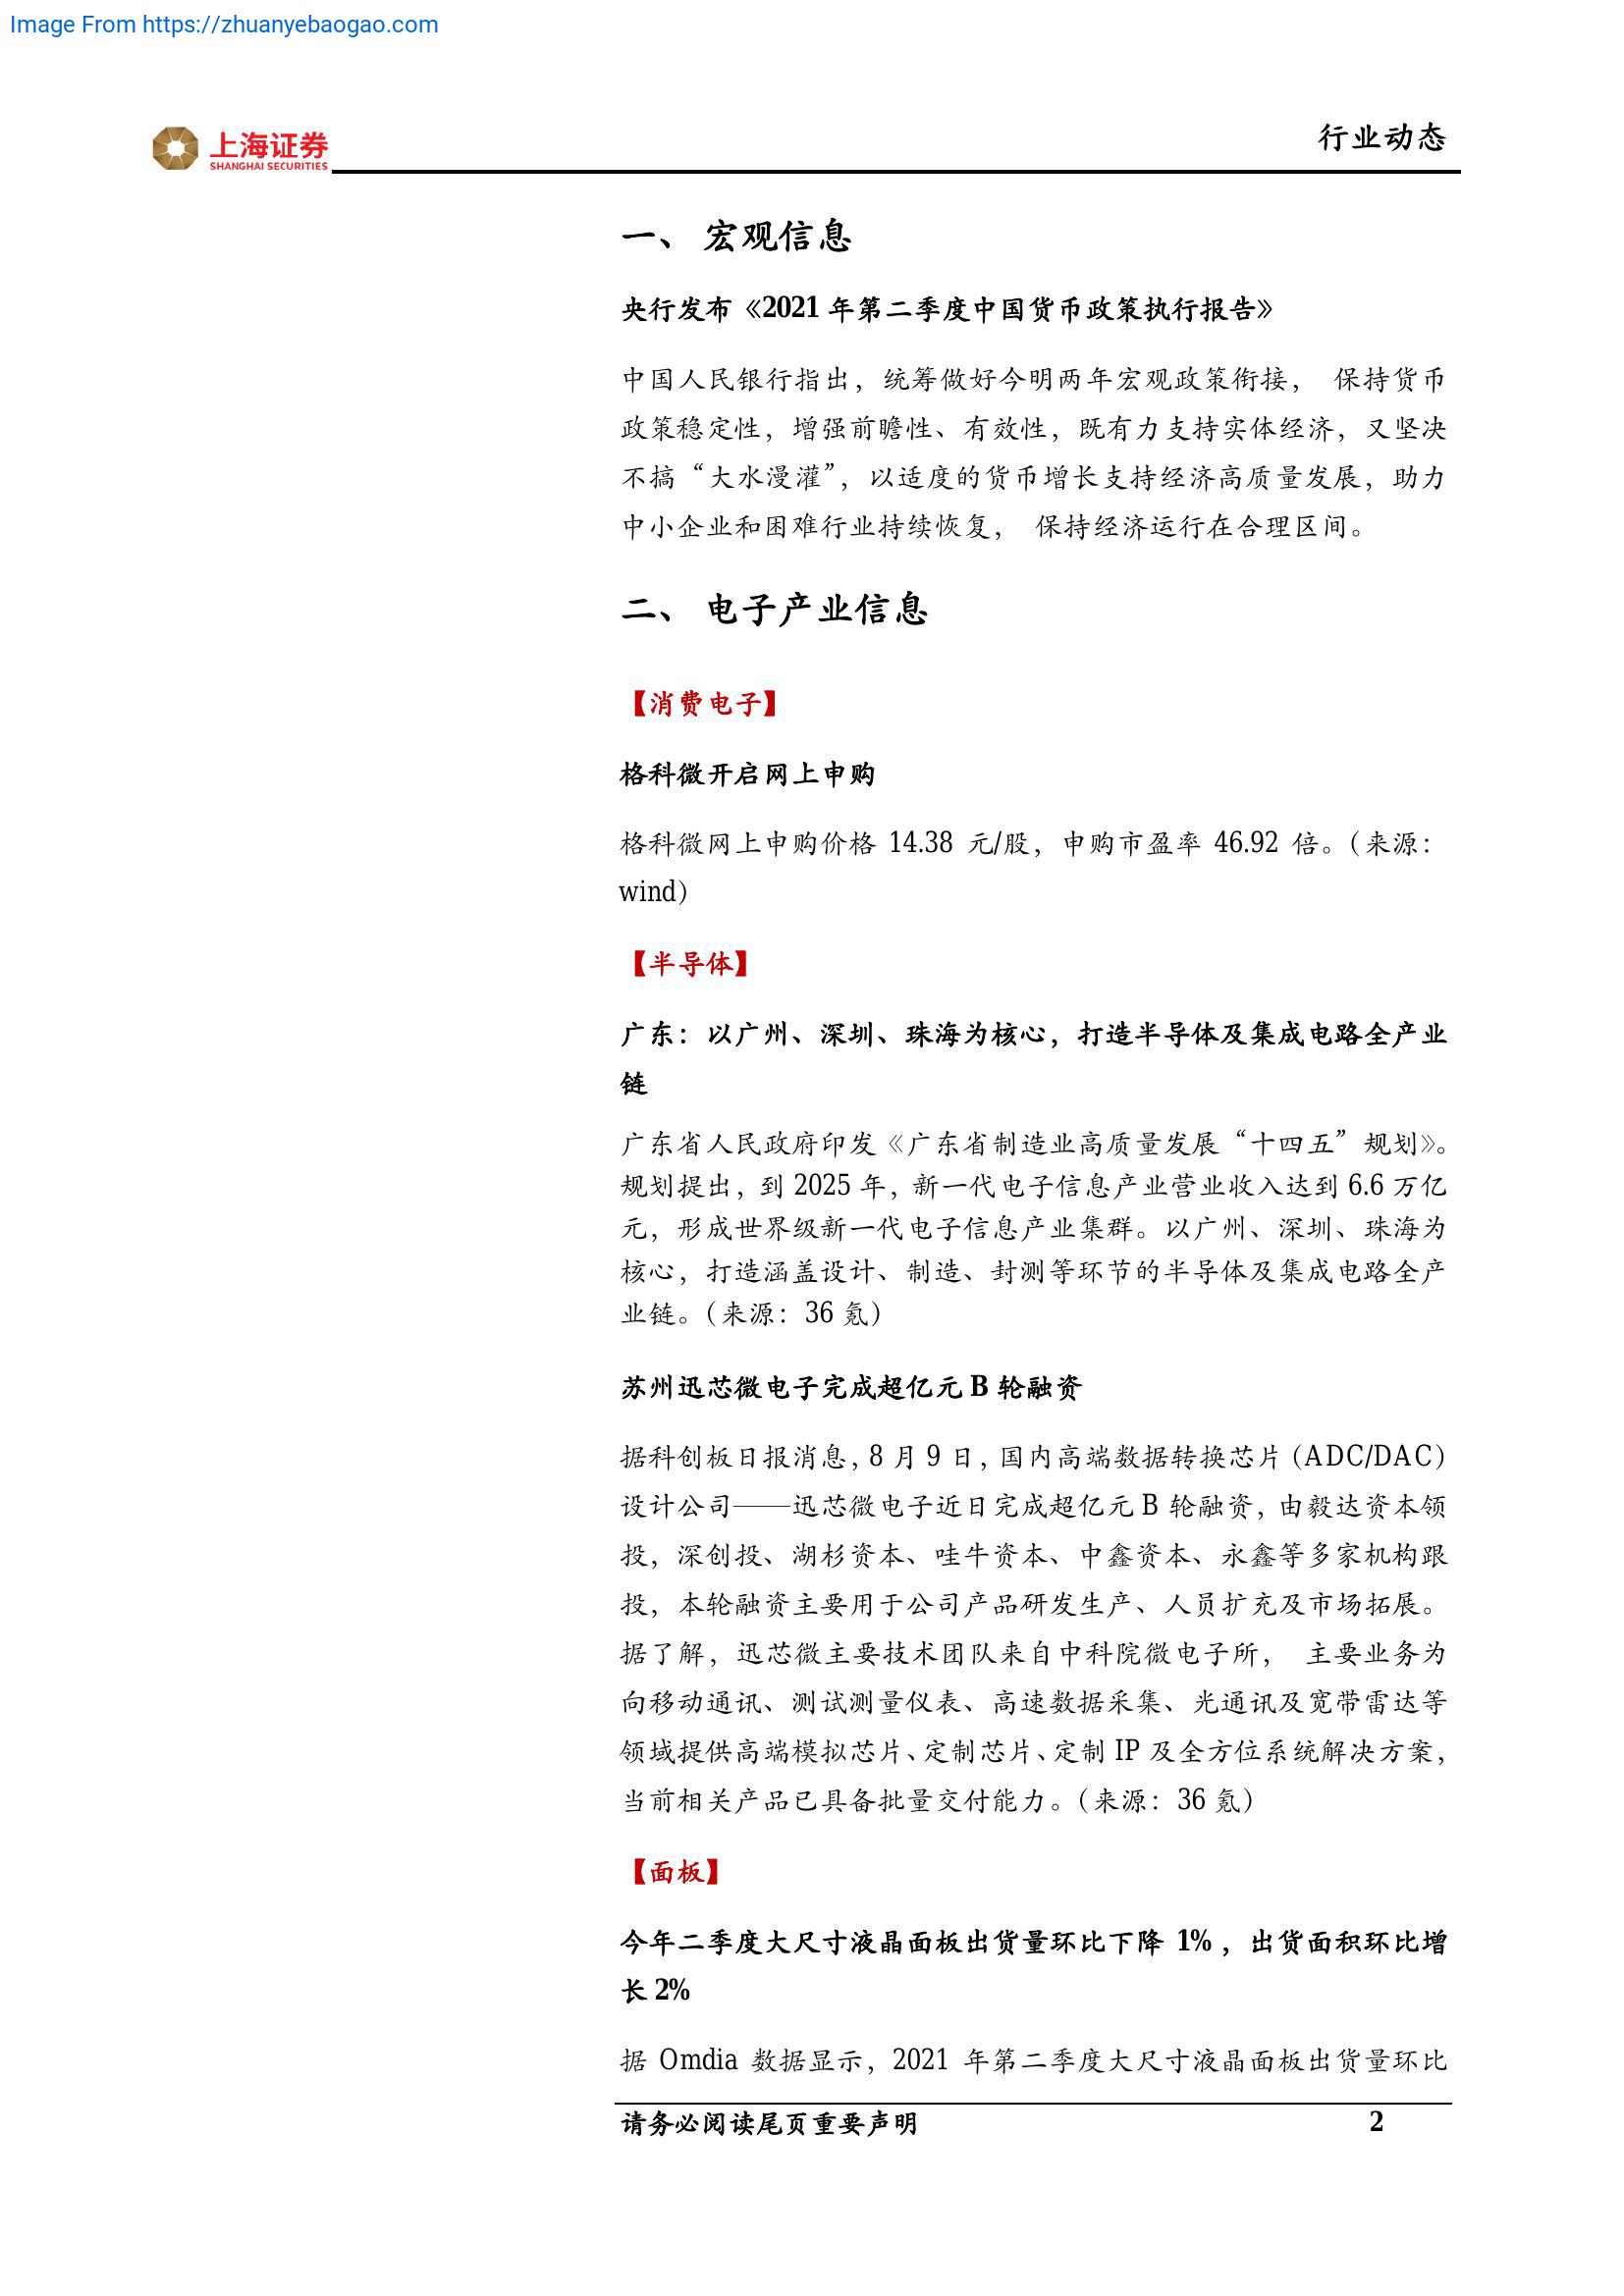 Image From https://zhuanyebaogao.com
上海证券
SHANGHAI SECURITIES
行业动态
一、 宏观信息
央行发布《2021 年第二季度中国货币政策执行报告》
中国人民银行指出，统筹做好今明两年宏观政策衔接， 保持货币
政策稳定性，增强前瞻性、有效性，既有力支持实体经济，又坚决
不搞“大水漫灌”，以适度的货币增长支持经济高质量发展，助力
中小企业和困难行业持续恢复， 保持经济运行在合理区间。
二、 电子产业信息
【消费电子】
格科微开启网上申购
格科微网上申购价格 14.38 元/股，申购市盈率 46.92 倍。（来源：
wind）
【半导体】
广东：以广州、深圳、珠海为核心，打造半导体及集成电路全产业
链
广东省人民政府印发《广东省制造业高质量发展“十四五”规划》。
规划提出，到 2025 年，新一代电子信息产业营业收入达到 6.6 万亿
元，形成世界级新一代电子信息产业集群。以广州、深圳、珠海为
核心，打造涵盖设计、制造、封测等环节的半导体及集成电路全产
业链。（来源：36 氪）
苏州迅芯微电子完成超亿元 B 轮融资
据科创板日报消息，8 月 9 日，国内高端数据转换芯片（ADC/DAC）
设计公司——迅芯微电子近日完成超亿元 B 轮融资，由毅达资本领
投，深创投、湖杉资本、哇牛资本、中鑫资本、永鑫等多家机构跟
投，本轮融资主要用于公司产品研发生产、人员扩充及市场拓展。
据了解，迅芯微主要技术团队来自中科院微电子所， 主要业务为
向移动通讯、测试测量仪表、高速数据采集、光通讯及宽带雷达等
领域提供高端模拟芯片、定制芯片、定制 IP 及全方位系统解决方案，
当前相关产品已具备批量交付能力。（来源：36 氪）
【面板】
今年二季度大尺寸液晶面板出货量环比下降 1%，出货面积环比增
长 2%
据 Omdia 数据显示，2021 年第二季度大尺寸液晶面板出货量环比
请务必阅读尾页重要声明 2